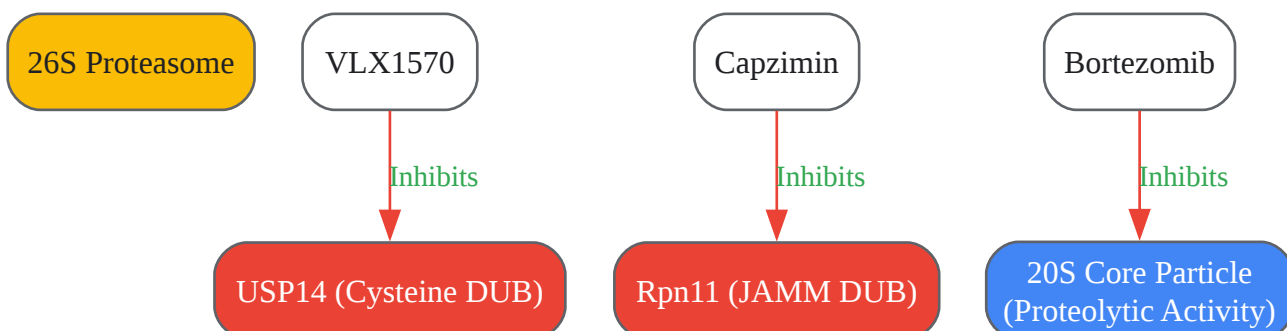 26S Proteasome
VLX1570
Capzimin
Bortezomib
Inhibits
Inhibits
Inhibits
USP14 (Cysteine DUB)
Rpn11 (JAMM DUB)
20S Core Particle
(Proteolytic Activity)